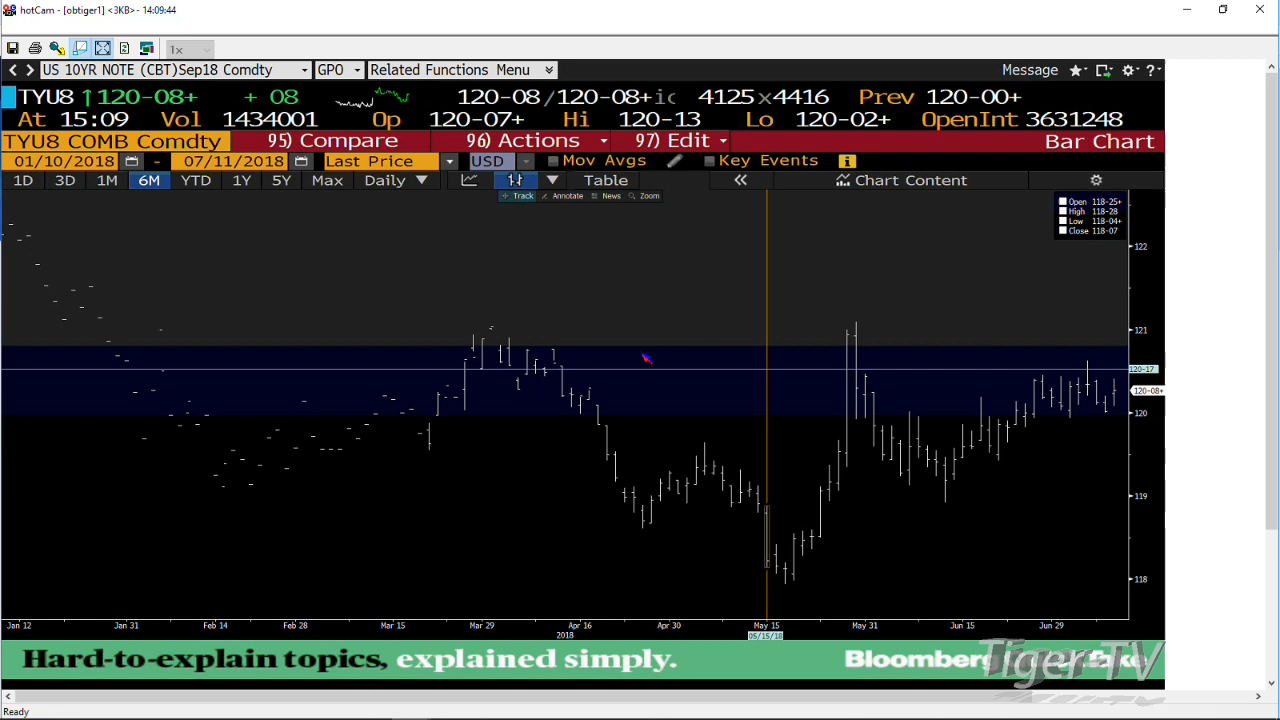 hotCam - [obtiger1] <3KB> - 14:09:44
1x
US 10YR NOTE (CBT)Sep18 Comdty GPO Related Functions Menu Message
TYU8 ↑120-08+ + 08 120-08/120-08+ic 4125x4416 Prev 120-00+
At 15:09 Vol 1434001 Op 120-07+ Hi 120-13 Lo 120-02+ OpenInt 3631248
TYU8 COMB Comdty 95) Compare 96) Actions 97) Edit Bar Chart
01/10/2018 - 07/11/2018 Last Price USD Mov Avgs Key Events
1D 3D 1M 6M YTD 1Y 5Y Max Daily ▼ Table « Chart Content
Track Annotate News Zoom
Open 118-25+
High 118-28
Low 118-04+
Close 118-07
122
121
120-17
120-08+
120
119
118
Jan 12 Jan 31 Feb 14 Feb 28 Mar 15 Mar 29 Apr 16 Apr 30 May 15 May 31 Jun 15 Jun 29
2018 05/15/18
Hard-to-explain topics, explained simply. Bloomberg
Tiger TV
Ready